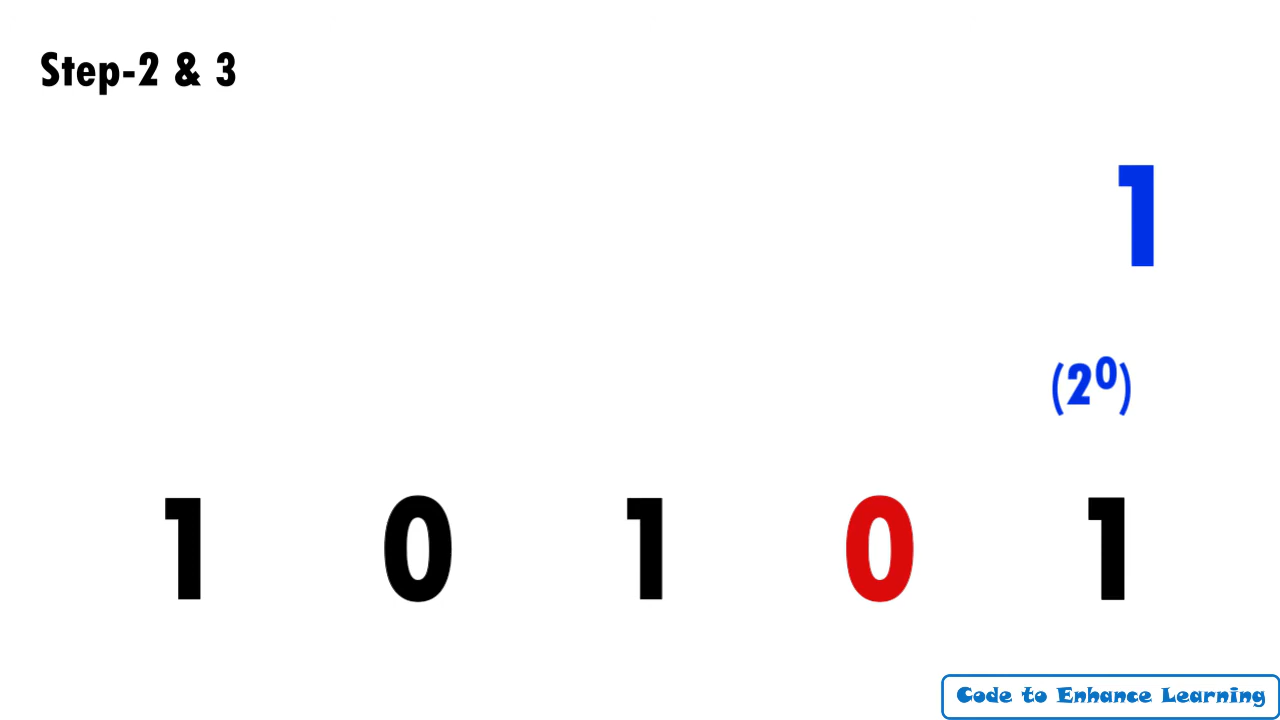 Step-2 & 3
1
(2⁰)
1 0 1 0 1
Code to Enhance Learning